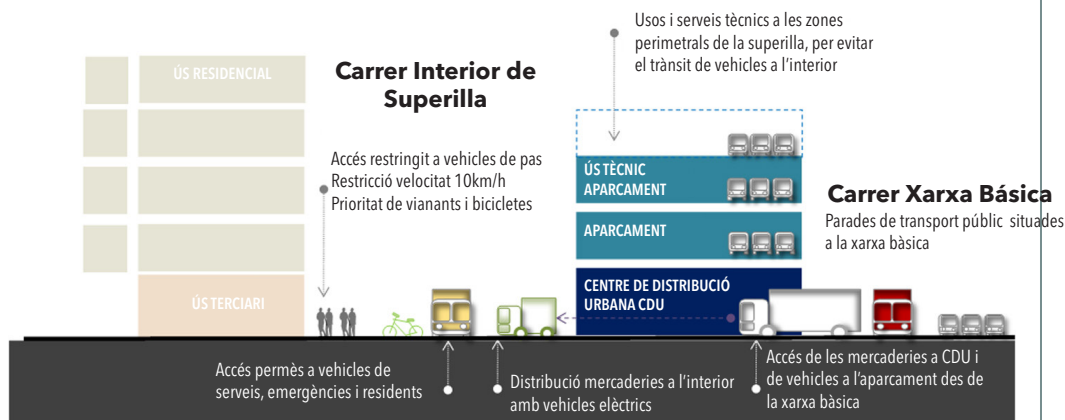 Usos i serveis tècnics a les zones
perimetrals de la superilla, per evitar
el trànsit de vehicles a l'interior
ÚS RESIDENCIAL
Carrer Interior de
Superilla
Accés restringit a vehicles de pas
Restricció velocitat 10km/h
Prioritat de vianants i bicicletes
ÚS TÈCNIC
APARCAMENT
Carrer Xarxa Básica
Parades de transport públic situades
a la xarxa bàsica
APARCAMENT
ÚS TERCIARI
CENTRE DE DISTRIBUCIÓ
URBANA CDU
Accés permès a vehicles de
serveis, emergències i residents
Distribució mercaderies a l'interior
amb vehicles elèctrics
Accés de les mercaderies a CDU i
de vehicles a l'aparcament des de
la xarxa bàsica